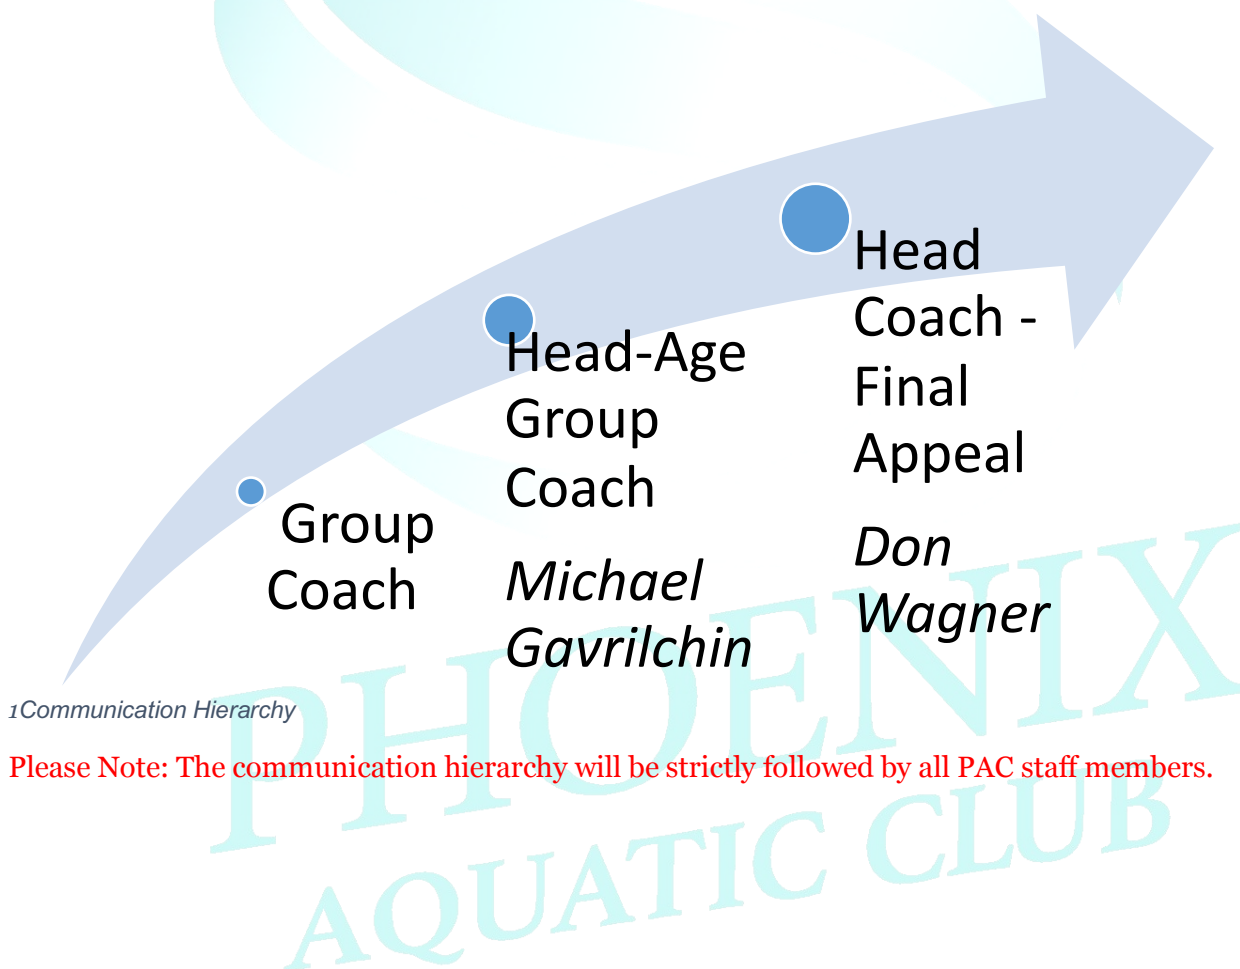 Group
Coach
Head-Age
Group
Coach
Michael
Gavrilchin
Head
Coach -
Final
Appeal
Don
Wagner
1Communication Hierarchy
Please Note: The communication hierarchy will be strictly followed by all PAC staff members.
PHOENIX
AQUATIC CLUB